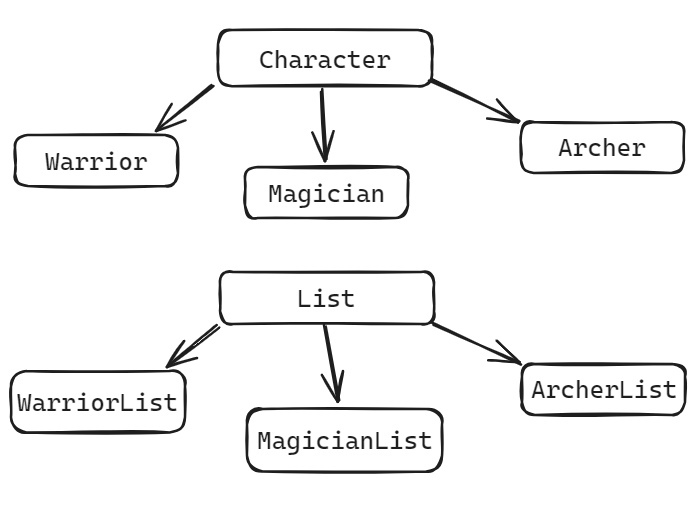 Character
Warrior
Magician
Archer
List
WarriorList
MagicianList
ArcherList